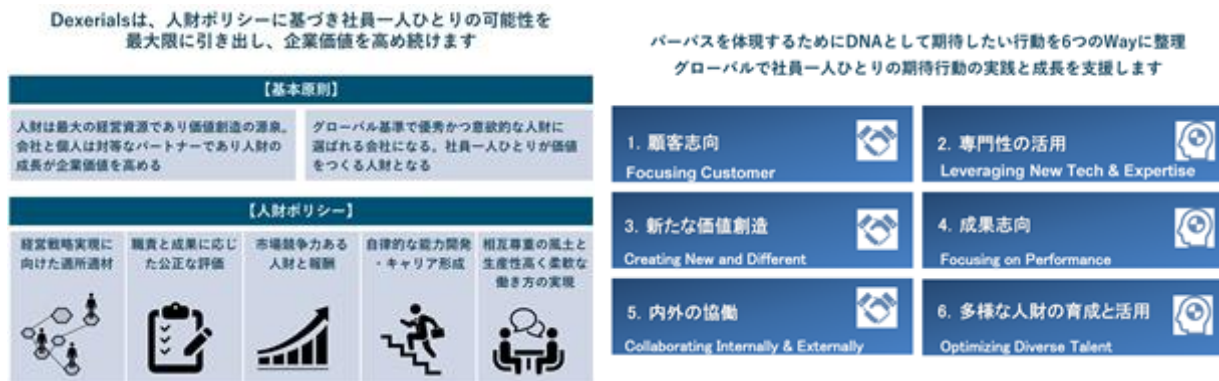 Dexerialsは、人財ポリシーに基づき社員一人ひとりの可能性を
最大限に引き出し、企業価値を高め続けます
【基本原則】
人財は最大の経営資源であり価値創造の源泉。
会社と個人は対等なパートナーであり人財の
成長が企業価値を高める
グローバル基準で優秀かつ意欲的な人財に
選ばれる会社になる。社員一人ひとりが価値
をつくる人財となる
【人財ポリシー】
経営戦略実現に
向けた適所適材
職責と成果に応じ
た公正な評価
市場競争力ある
人財と報酬
自律的な能力開発
・キャリア形成
相互尊重の風土と
生産性高く柔軟な
働き方の実現
パーパスを体現するためにDNAとして期待したい行動を6つのWayに整理
グローバルで社員一人ひとりの期待行動の実践と成長を支援します
1. 顧客志向
Focusing Customer
2. 専門性の活用
Leveraging New Tech & Expertise
3. 新たな価値創造
Creating New and Different
4. 成果志向
Focusing on Performance
5. 内外の協働
Collaborating Internally & Externally
6. 多様な人財の育成と活用
Optimizing Diverse Talent